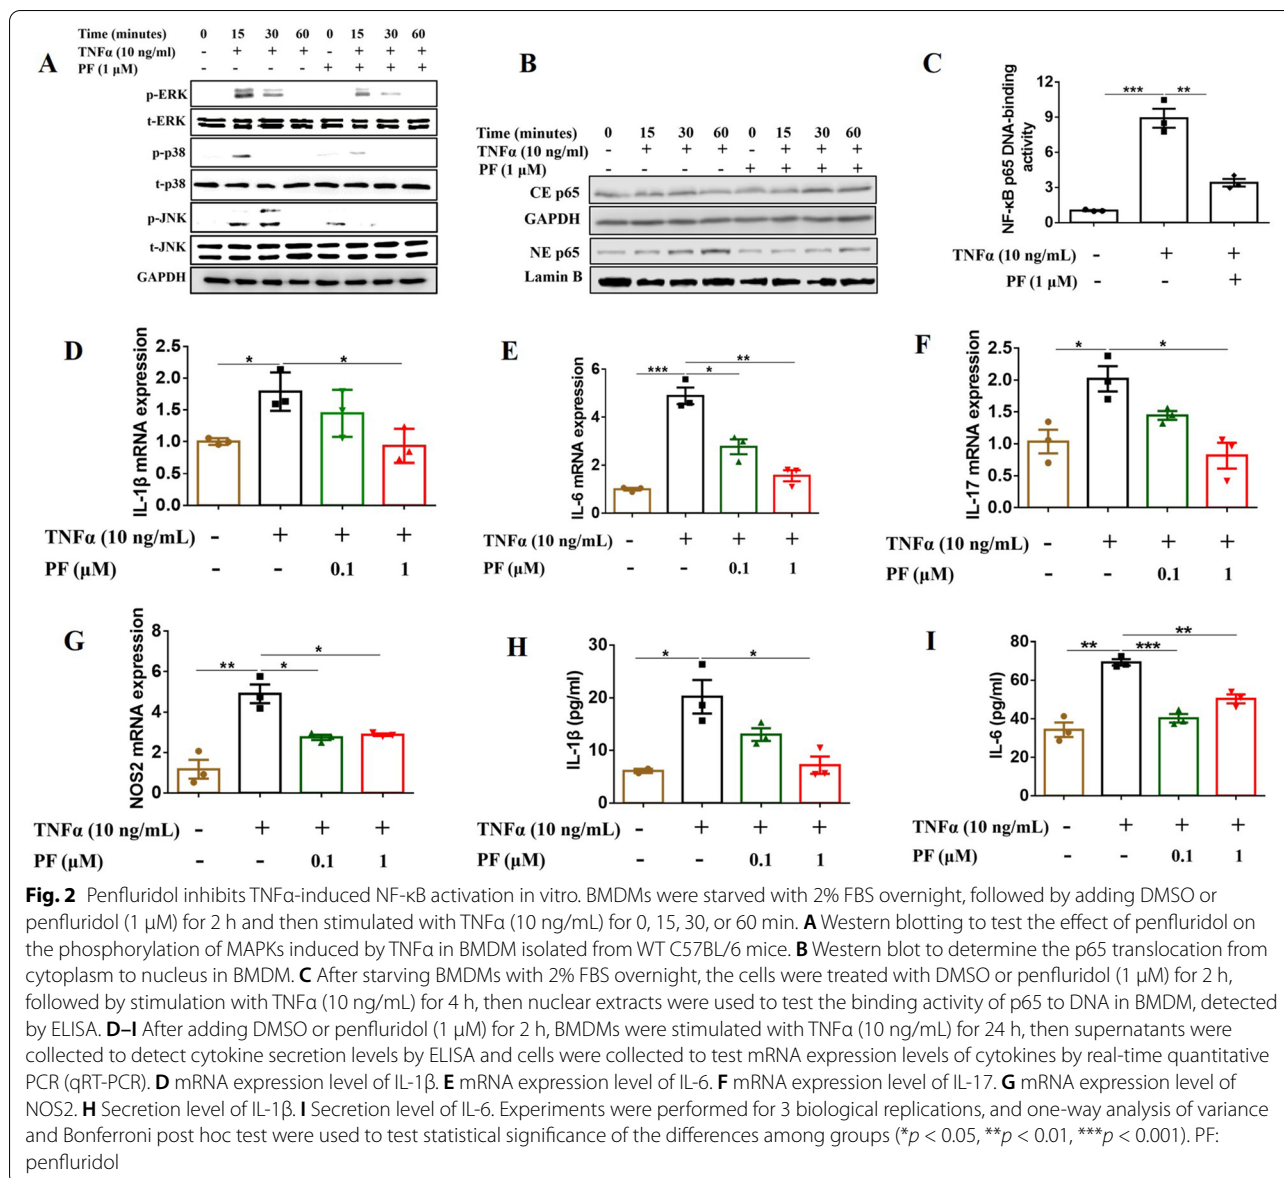 A
Time (minutes) 0 15 30 60 0 15 30 60
TNFα (10 ng/ml) - + + + - + + +
PF (1 μM) - - - - + + + +
p-ERK
t-ERK
p-p38
t-p38
p-JNK
t-JNK
GAPDH
B
Time (minutes) 0 15 30 60 0 15 30 60
TNFα (10 ng/ml) - + + + - + + +
PF (1 μM) - - - - + + + +
CE p65
GAPDH
NE p65
Lamin B
C
NF-κB p65 DNA-binding
activity
12
9
6
3
0
*** **
TNFα (10 ng/mL) - + +
PF (1 μM) - - +
D
IL-1β mRNA expression
2.5
2.0
1.5
1.0
0.5
0.0
* *
TNFα (10 ng/mL) - + + +
PF (μM) - - 0.1 1
E
IL-6 mRNA expression
6
4
2
0
**
*** *
TNFα (10 ng/mL) - + + +
PF (μM) - - 0.1 1
F
IL-17 mRNA expression
2.5
2.0
1.5
1.0
0.5
0.0
* *
TNFα (10 ng/mL) - + + +
PF (μM) - - 0.1 1
G
NOS2 mRNA expression
8
6
4
2
0
*
** *
TNFα (10 ng/mL) - + + +
PF (μM) - - 0.1 1
H
IL-1β (pg/ml)
30
20
10
0
* *
TNFα (10 ng/mL) - + + +
PF (μM) - - 0.1 1
I
IL-6 (pg/ml)
80
60
40
20
0
**
** ***
TNFα (10 ng/mL) - + + +
PF (μM) - - 0.1 1
Fig. 2 Penfluridol inhibits TNFα-induced NF-κB activation in vitro. BMDMs were starved with 2% FBS overnight, followed by adding DMSO or
penfluridol (1 μM) for 2 h and then stimulated with TNFα (10 ng/mL) for 0, 15, 30, or 60 min. A Western blotting to test the effect of penfluridol on
the phosphorylation of MAPKs induced by TNFα in BMDM isolated from WT C57BL/6 mice. B Western blot to determine the p65 translocation from
cytoplasm to nucleus in BMDM. C After starving BMDMs with 2% FBS overnight, the cells were treated with DMSO or penfluridol (1 μM) for 2 h,
followed by stimulation with TNFα (10 ng/mL) for 4 h, then nuclear extracts were used to test the binding activity of p65 to DNA in BMDM, detected
by ELISA. D–I After adding DMSO or penfluridol (1 μM) for 2 h, BMDMs were stimulated with TNFα (10 ng/mL) for 24 h, then supernatants were
collected to detect cytokine secretion levels by ELISA and cells were collected to test mRNA expression levels of cytokines by real-time quantitative
PCR (qRT-PCR). D mRNA expression level of IL-1β. E mRNA expression level of IL-6. F mRNA expression level of IL-17. G mRNA expression level of
NOS2. H Secretion level of IL-1β. I Secretion level of IL-6. Experiments were performed for 3 biological replications, and one-way analysis of variance
and Bonferroni post hoc test were used to test statistical significance of the differences among groups (*p < 0.05, **p < 0.01, ***p < 0.001). PF:
penfluridol